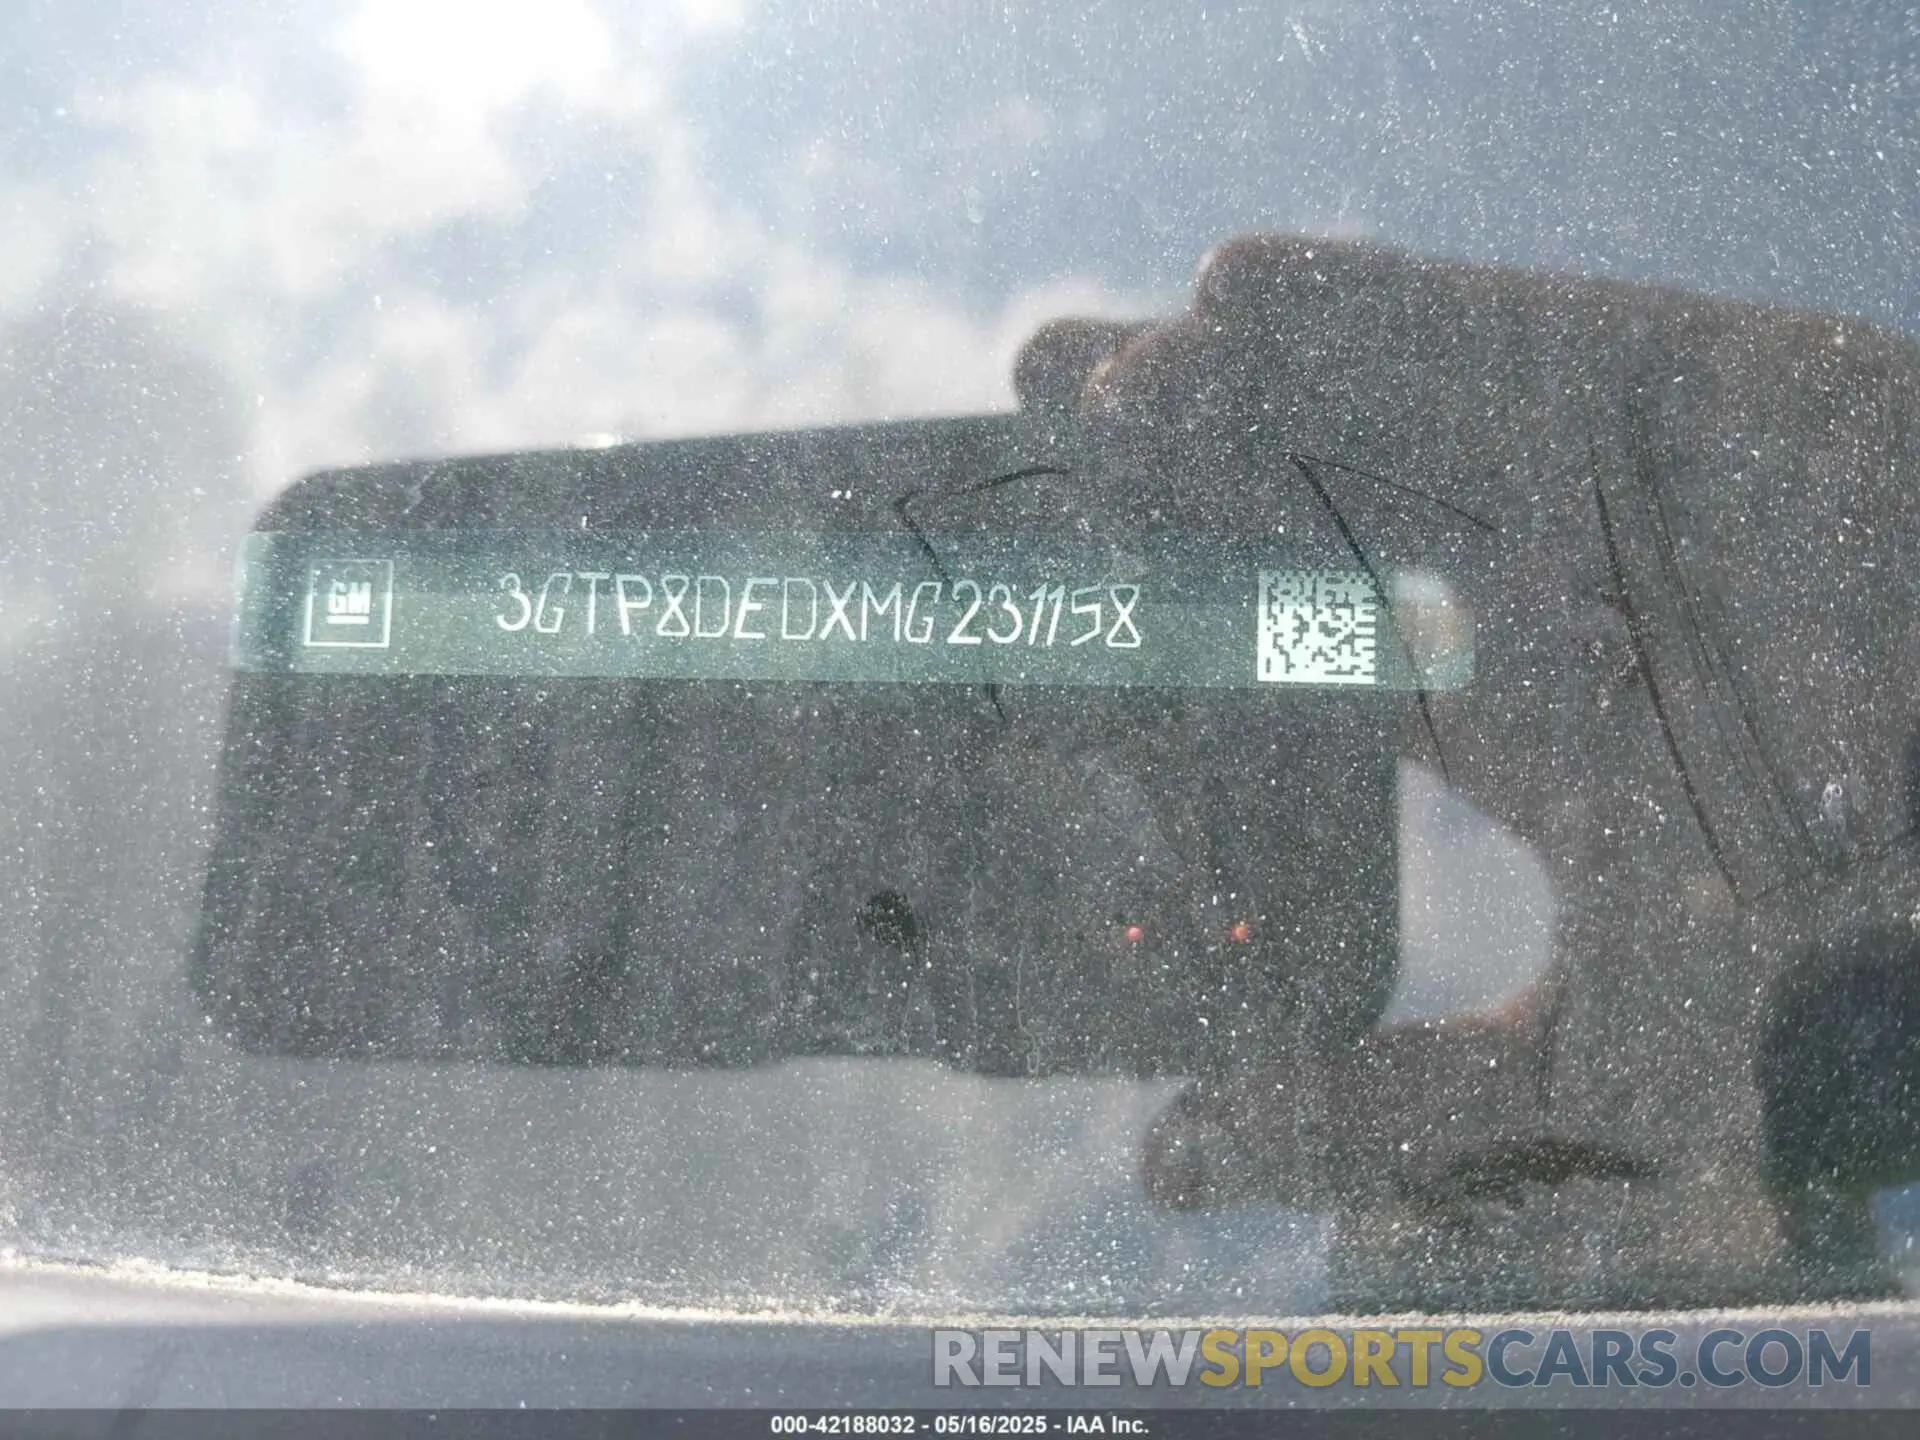 GM 3GTP8DEDXMG231158
RENEWSPORTSCARS.COM
000-42188032 - 05/16/2025 - IAA Inc.